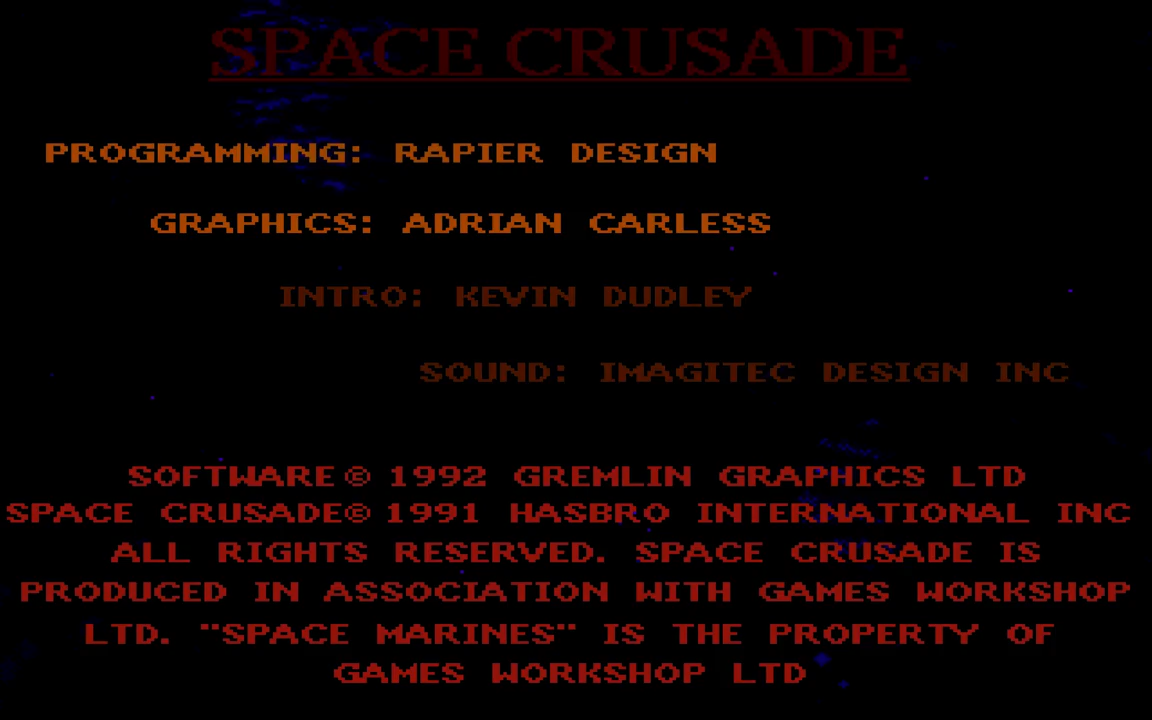 SPACE CRUSADE
PROGRAMMING: RAPIER DESIGN
GRAPHICS: ADRIAN CARLESS
INTRO: KEVIN DUDLEY
SOUND: IMAGITEC DESIGN INC
SOFTWARE© 1992 GREMLIN GRAPHICS LTD
SPACE CRUSADE© 1991 HASBRO INTERNATIONAL INC
ALL RIGHTS RESERVED. SPACE CRUSADE IS
PRODUCED IN ASSOCIATION WITH GAMES WORKSHOP
LTD. "SPACE MARINES" IS THE PROPERTY OF
GAMES WORKSHOP LTD